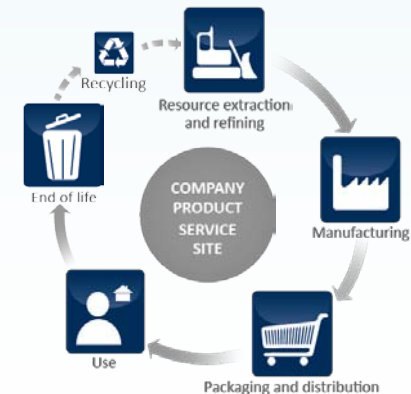 Recycling
Resource extraction
and refining
End of life
COMPANY
PRODUCT
SERVICE
SITE
Manufacturing
Use
Packaging and distribution